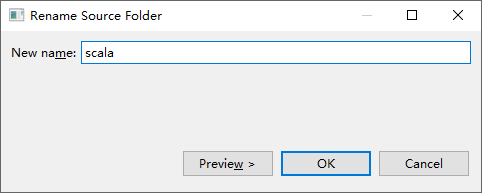 Rename Source Folder
New name: scala
Preview > OK Cancel